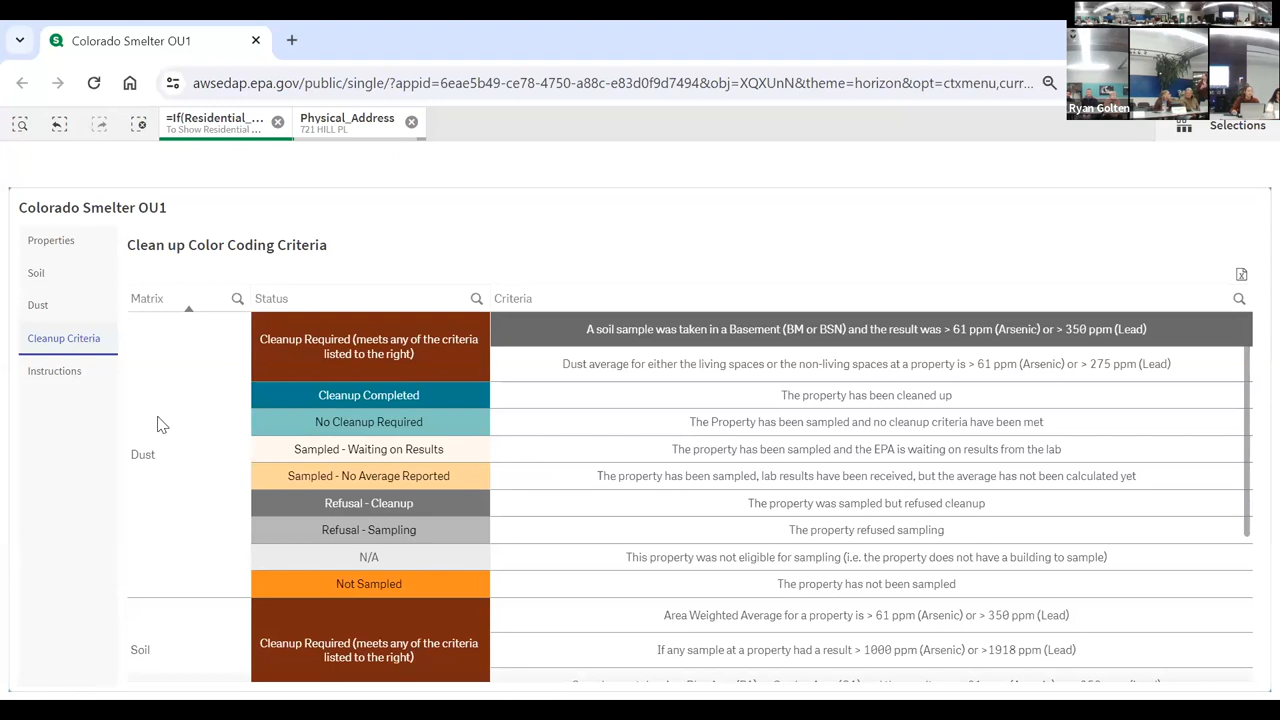 Colorado Smelter OU1
awsedap.epa.gov/public/single/?appid=6eae5b49-ce78-4750-a88c-e83d0f9d7494&obj=XQXUnN&theme=horizon&opt=ctxmenu,curr...
Ryan Golten
=If(Residential_...
To Show Residential ...
Physical_Address
721 HILL PL
Selections
Colorado Smelter OU1
Properties
Soil
Dust
Cleanup Criteria
Instructions
Clean up Color Coding Criteria
Matrix
Status
Criteria
Dust
Cleanup Required (meets any of the criteria
listed to the right)
A soil sample was taken in a Basement (BM or BSN) and the result was > 61 ppm (Arsenic) or > 350 ppm (Lead)
Dust average for either the living spaces or the non-living spaces at a property is > 61 ppm (Arsenic) or > 275 ppm (Lead)
Cleanup Completed
The property has been cleaned up
No Cleanup Required
The Property has been sampled and no cleanup criteria have been met
Sampled - Waiting on Results
The property has been sampled and the EPA is waiting on results from the lab
Sampled - No Average Reported
The property has been sampled, lab results have been received, but the average has not been calculated yet
Refusal - Cleanup
The property was sampled but refused cleanup
Refusal - Sampling
The property refused sampling
N/A
This property was not eligible for sampling (i.e. the property does not have a building to sample)
Not Sampled
The property has not been sampled
Soil
Cleanup Required (meets any of the criteria
listed to the right)
Area Weighted Average for a property is > 61 ppm (Arsenic) or > 350 ppm (Lead)
If any sample at a property had a result > 1000 ppm (Arsenic) or >1918 ppm (Lead)